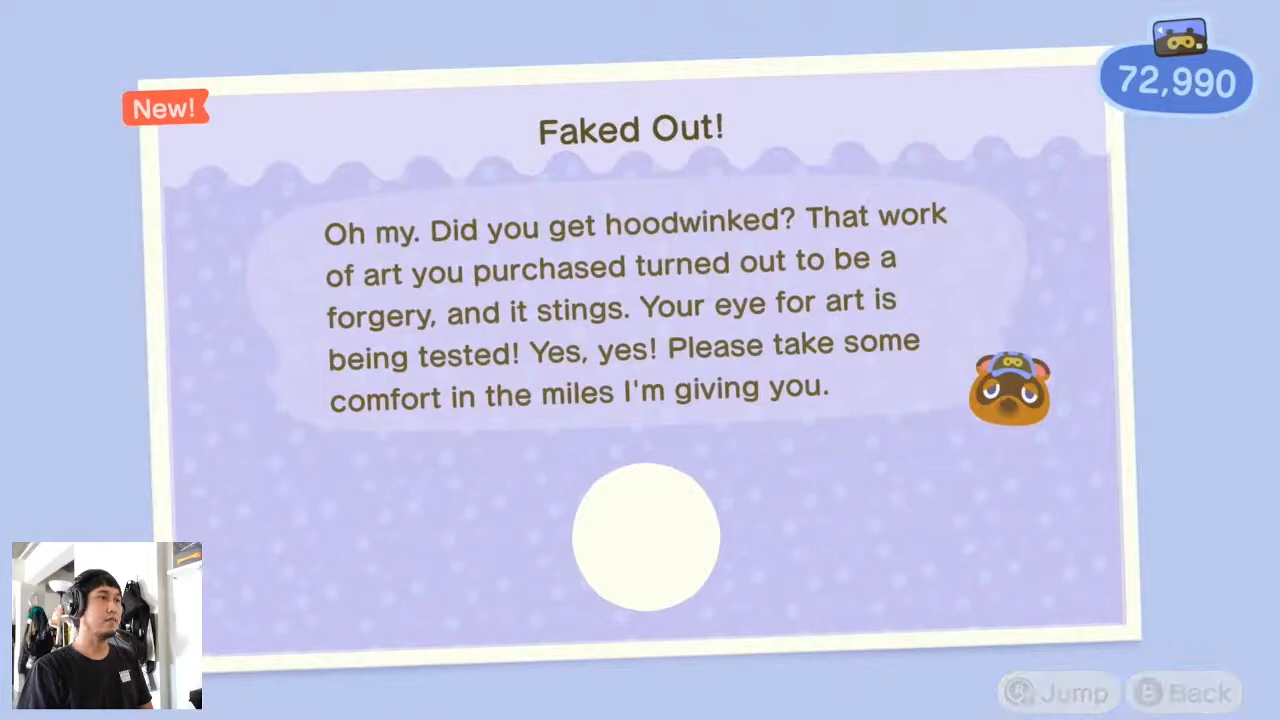 72,990
New!
Faked Out!
Oh my. Did you get hoodwinked? That work
of art you purchased turned out to be a
forgery, and it stings. Your eye for art is
being tested! Yes, yes! Please take some
comfort in the miles I'm giving you.
R Jump B Back